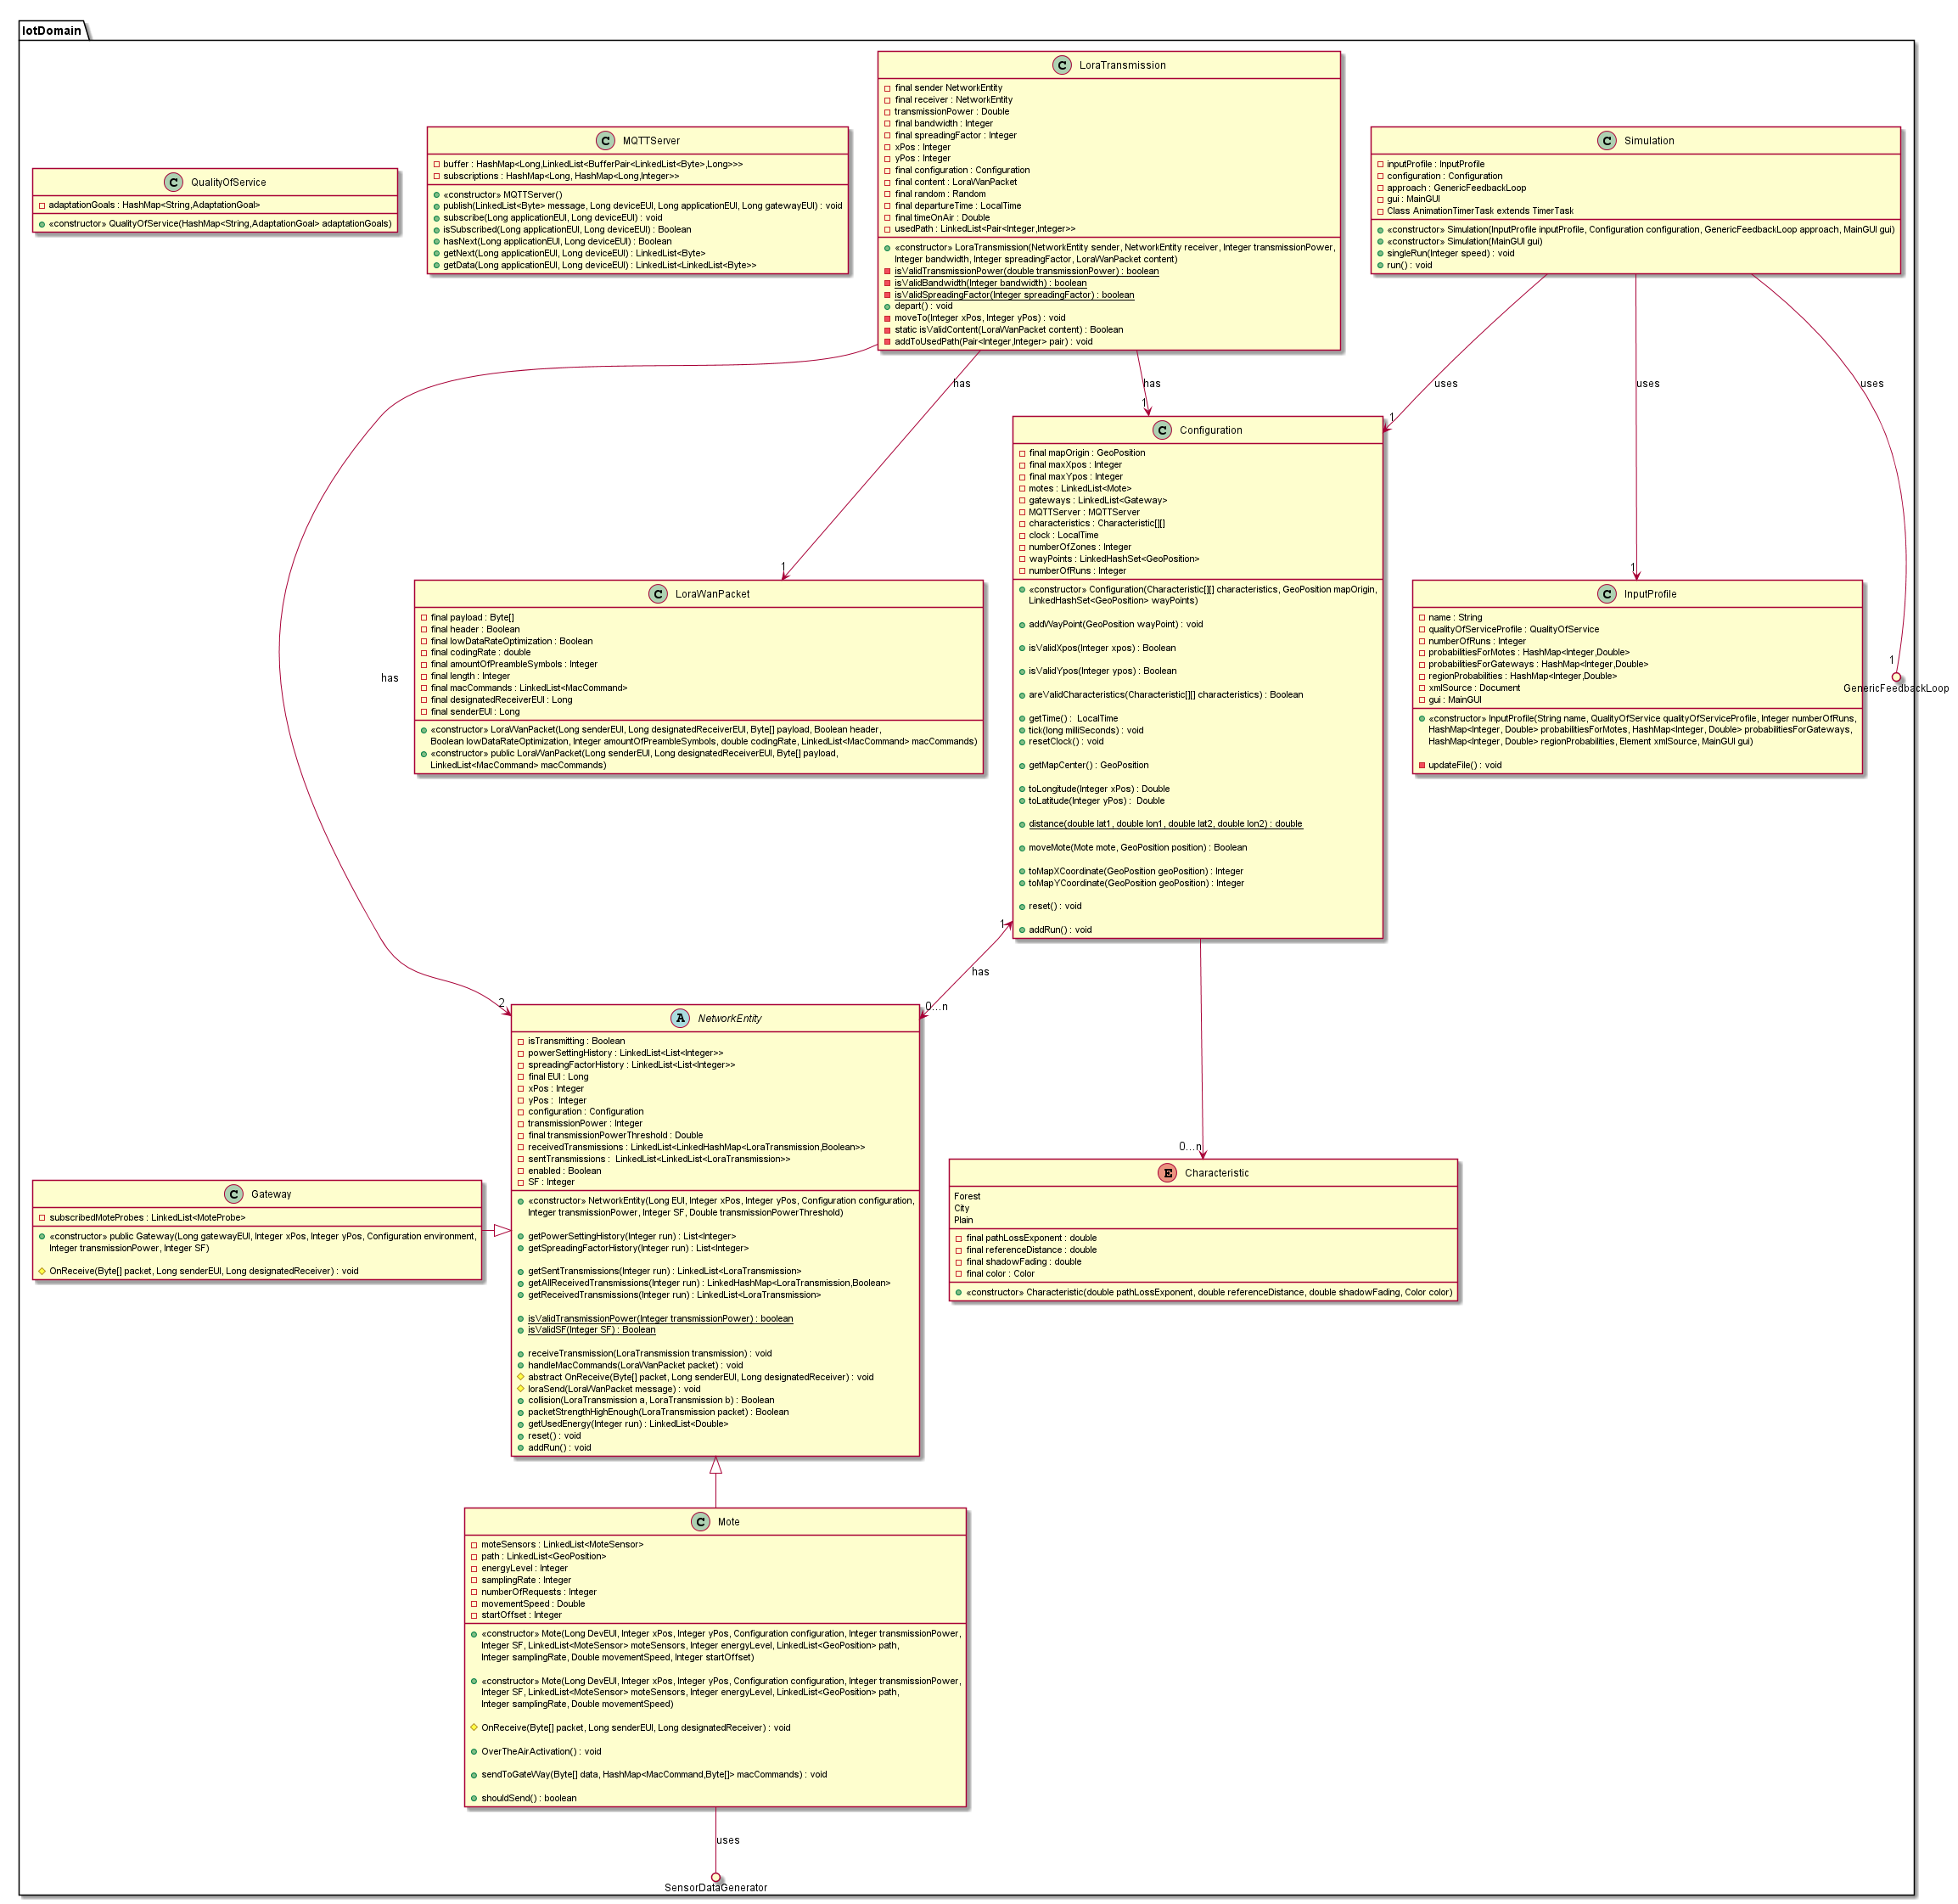 IotDomain
LoraTransmission
final sender NetworkEntity
final receiver : NetworkEntity
transmissionPower : Double
final bandwidth : Integer
final spreadingFactor : Integer
xPos : Integer
yPos : Integer
final configuration : Configuration
final content : LoraWanPacket
final random : Random
final departureTime : LocalTime
final timeOnAir : Double
usedPath : LinkedList<Pair<Integer,Integer>>
«constructor» LoraTransmission(NetworkEntity sender, NetworkEntity receiver, Integer transmissionPower,
Integer bandwidth, Integer spreadingFactor, LoraWanPacket content)
isValidTransmissionPower(double transmissionPower) : boolean
isValidBandwidth(Integer bandwidth) : boolean
isValidSpreadingFactor(Integer spreadingFactor) : boolean
depart() : void
moveTo(Integer xPos, Integer yPos) : void
static isValidContent(LoraWanPacket content) : Boolean
addToUsedPath(Pair<Integer,Integer> pair) : void
MQTTServer
buffer : HashMap<Long,LinkedList<BufferPair<LinkedList<Byte>,Long>>>
subscriptions : HashMap<Long, HashMap<Long,Integer>>
«constructor» MQTTServer()
publish(LinkedList<Byte> message, Long deviceEUI, Long applicationEUI, Long gatewayEUI) : void
subscribe(Long applicationEUI, Long deviceEUI) : void
isSubscribed(Long applicationEUI, Long deviceEUI) : Boolean
hasNext(Long applicationEUI, Long deviceEUI) : Boolean
getNext(Long applicationEUI, Long deviceEUI) : LinkedList<Byte>
getData(Long applicationEUI, Long deviceEUI) : LinkedList<LinkedList<Byte>>
Simulation
inputProfile : InputProfile
configuration : Configuration
approach : GenericFeedbackLoop
gui : MainGUI
Class AnimationTimerTask extends TimerTask
«constructor» Simulation(InputProfile inputProfile, Configuration configuration, GenericFeedbackLoop approach, MainGUI gui)
«constructor» Simulation(MainGUI gui)
singleRun(Integer speed) : void
run() : void
QualityOfService
adaptationGoals : HashMap<String,AdaptationGoal>
«constructor» QualityOfService(HashMap<String,AdaptationGoal> adaptationGoals)
has
has
uses
uses
uses
1
1
1
1
1
Configuration
final mapOrigin : GeoPosition
final maxXpos : Integer
final maxYpos : Integer
motes : LinkedList<Mote>
gateways : LinkedList<Gateway>
MQTTServer : MQTTServer
characteristics : Characteristic[][]
clock : LocalTime
numberOfZones : Integer
wayPoints : LinkedHashSet<GeoPosition>
numberOfRuns : Integer
«constructor» Configuration(Characteristic[][] characteristics, GeoPosition mapOrigin,
LinkedHashSet<GeoPosition> wayPoints)
addWayPoint(GeoPosition wayPoint) : void
isValidXpos(Integer xpos) : Boolean
isValidYpos(Integer ypos) : Boolean
areValidCharacteristics(Characteristic[][] characteristics) : Boolean
getTime() :  LocalTime
tick(long milliSeconds) : void
resetClock() : void
getMapCenter() : GeoPosition
toLongitude(Integer xPos) : Double
toLatitude(Integer yPos) :  Double
distance(double lat1, double lon1, double lat2, double lon2) : double
moveMote(Mote mote, GeoPosition position) : Boolean
toMapXCoordinate(GeoPosition geoPosition) : Integer
toMapYCoordinate(GeoPosition geoPosition) : Integer
reset() : void
addRun() : void
LoraWanPacket
final payload : Byte[]
final header : Boolean
final lowDataRateOptimization : Boolean
final codingRate : double
final amountOfPreambleSymbols : Integer
final length : Integer
final macCommands : LinkedList<MacCommand>
final designatedReceiverEUI : Long
final senderEUI : Long
«constructor» LoraWanPacket(Long senderEUI, Long designatedReceiverEUI, Byte[] payload, Boolean header,
Boolean lowDataRateOptimization, Integer amountOfPreambleSymbols, double codingRate, LinkedList<MacCommand> macCommands)
«constructor» public LoraWanPacket(Long senderEUI, Long designatedReceiverEUI, Byte[] payload,
LinkedList<MacCommand> macCommands)
InputProfile
name : String
qualityOfServiceProfile : QualityOfService
numberOfRuns : Integer
probabilitiesForMotes : HashMap<Integer,Double>
probabilitiesForGateways : HashMap<Integer,Double>
regionProbabilities : HashMap<Integer,Double>
xmlSource : Document
gui : MainGUI
«constructor» InputProfile(String name, QualityOfService qualityOfServiceProfile, Integer numberOfRuns,
HashMap<Integer, Double> probabilitiesForMotes, HashMap<Integer, Double> probabilitiesForGateways,
HashMap<Integer, Double> regionProbabilities, Element xmlSource, MainGUI gui)
updateFile() : void
GenericFeedbackLoop
has
1
has
2
0...n
NetworkEntity
isTransmitting : Boolean
powerSettingHistory : LinkedList<List<Integer>>
spreadingFactorHistory : LinkedList<List<Integer>>
final EUI : Long
xPos : Integer
yPos :  Integer
configuration : Configuration
transmissionPower : Integer
final transmissionPowerThreshold : Double
receivedTransmissions : LinkedList<LinkedHashMap<LoraTransmission,Boolean>>
sentTransmissions :  LinkedList<LinkedList<LoraTransmission>>
enabled : Boolean
SF : Integer
«constructor» NetworkEntity(Long EUI, Integer xPos, Integer yPos, Configuration configuration,
Integer transmissionPower, Integer SF, Double transmissionPowerThreshold)
getPowerSettingHistory(Integer run) : List<Integer>
getSpreadingFactorHistory(Integer run) : List<Integer>
getSentTransmissions(Integer run) : LinkedList<LoraTransmission>
getAllReceivedTransmissions(Integer run) : LinkedHashMap<LoraTransmission,Boolean>
getReceivedTransmissions(Integer run) : LinkedList<LoraTransmission>
isValidTransmissionPower(Integer transmissionPower) : boolean
isValidSF(Integer SF) : Boolean
receiveTransmission(LoraTransmission transmission) : void
handleMacCommands(LoraWanPacket packet) : void
abstract OnReceive(Byte[] packet, Long senderEUI, Long designatedReceiver) : void
loraSend(LoraWanPacket message) : void
collision(LoraTransmission a, LoraTransmission b) : Boolean
packetStrengthHighEnough(LoraTransmission packet) : Boolean
getUsedEnergy(Integer run) : LinkedList<Double>
reset() : void
addRun() : void
0...n
Characteristic
Forest
City
Plain
final pathLossExponent : double
final referenceDistance : double
final shadowFading : double
final color : Color
«constructor» Characteristic(double pathLossExponent, double referenceDistance, double shadowFading, Color color)
Gateway
subscribedMoteProbes : LinkedList<MoteProbe>
«constructor» public Gateway(Long gatewayEUI, Integer xPos, Integer yPos, Configuration environment,
Integer transmissionPower, Integer SF)
OnReceive(Byte[] packet, Long senderEUI, Long designatedReceiver) : void
Mote
moteSensors : LinkedList<MoteSensor>
path : LinkedList<GeoPosition>
energyLevel : Integer
samplingRate : Integer
numberOfRequests : Integer
movementSpeed : Double
startOffset : Integer
«constructor» Mote(Long DevEUI, Integer xPos, Integer yPos, Configuration configuration, Integer transmissionPower,
Integer SF, LinkedList<MoteSensor> moteSensors, Integer energyLevel, LinkedList<GeoPosition> path,
Integer samplingRate, Double movementSpeed, Integer startOffset)
«constructor» Mote(Long DevEUI, Integer xPos, Integer yPos, Configuration configuration, Integer transmissionPower,
Integer SF, LinkedList<MoteSensor> moteSensors, Integer energyLevel, LinkedList<GeoPosition> path,
Integer samplingRate, Double movementSpeed)
OnReceive(Byte[] packet, Long senderEUI, Long designatedReceiver) : void
OverTheAirActivation() : void
sendToGateWay(Byte[] data, HashMap<MacCommand,Byte[]> macCommands) : void
shouldSend() : boolean
uses
SensorDataGenerator